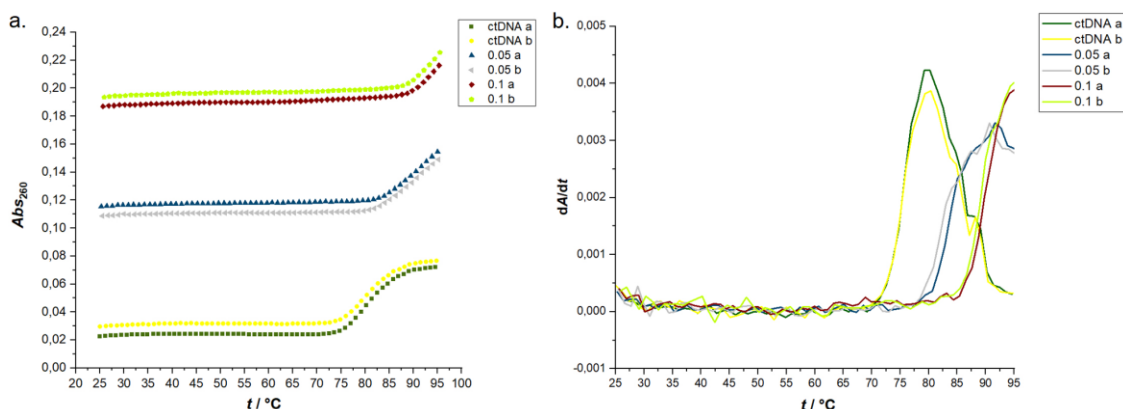 a.
Abs260
0,24
0,22
0,20
0,18
0,16
0,14
0,12
0,10
0,08
0,06
0,04
0,02
0,00
20 25 30 35 40 45 50 55 60 65 70 75 80 85 90 95 100
t / °C
ctDNA a
ctDNA b
0.05 a
0.05 b
0.1 a
0.1 b
b.
dA/dt
0,005
0,004
0,003
0,002
0,001
0,000
-0,001
25 30 35 40 45 50 55 60 65 70 75 80 85 90 95
t / °C
ctDNA a
ctDNA b
0.05 a
0.05 b
0.1 a
0.1 b